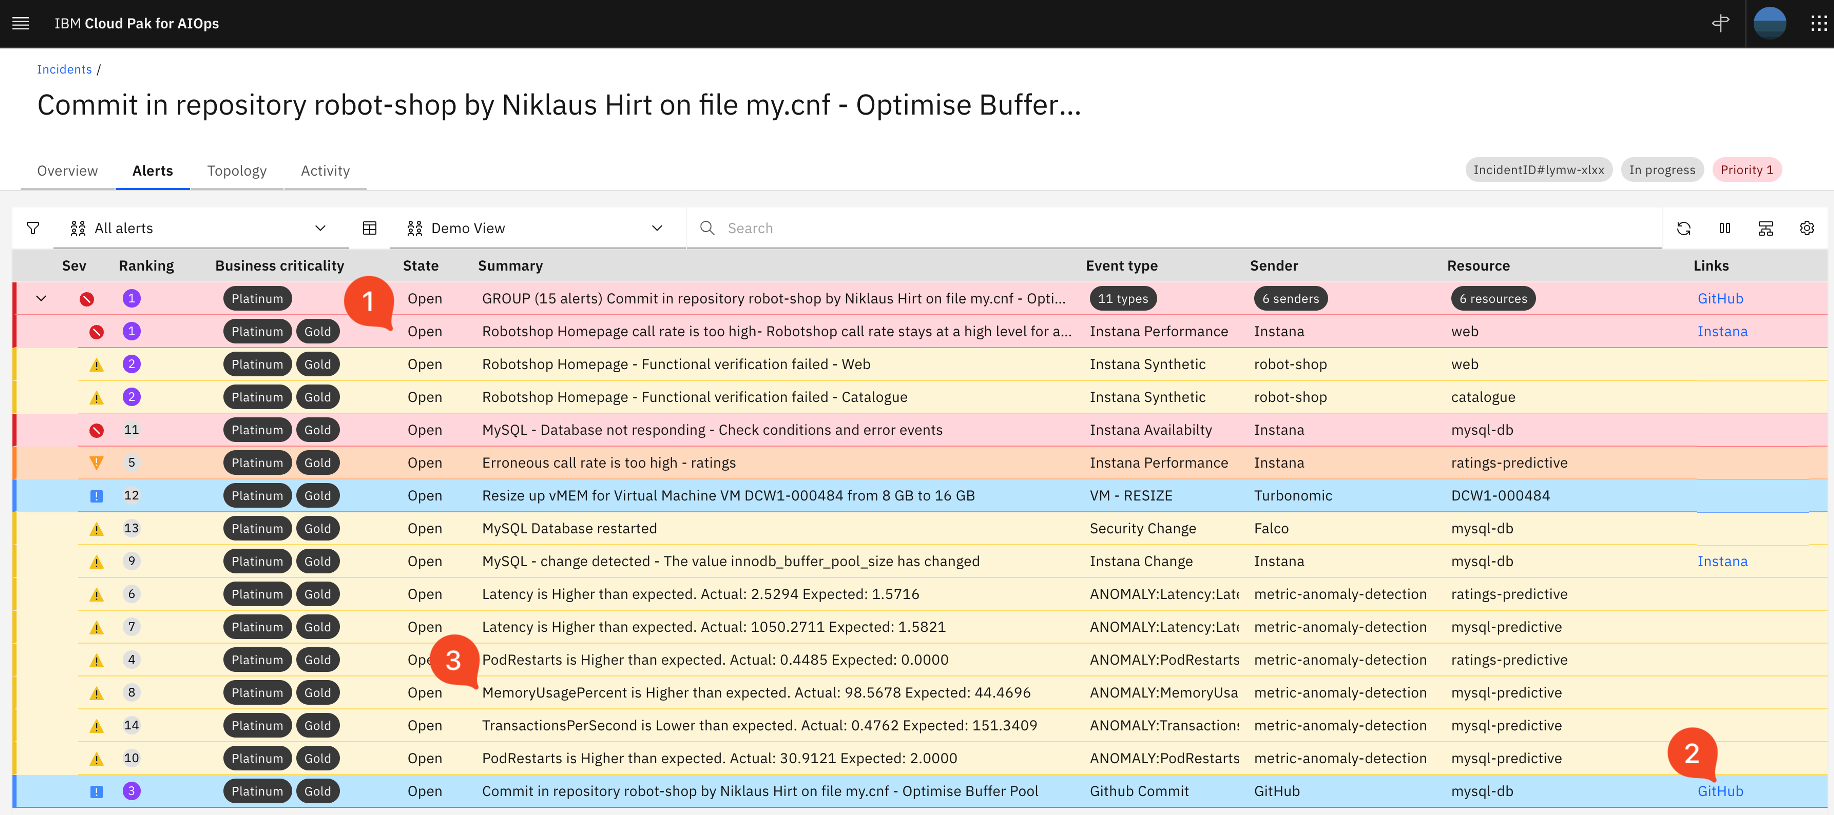 IBM Cloud Pak for AIOps
Incidents /
Commit in repository robot-shop by Niklaus Hirt on file my.cnf - Optimise Buffer...
Overview Alerts Topology Activity IncidentID#lymw-xlxx In progress Priority 1
All alerts Demo View Search
Sev Ranking Business criticality State Summary Event type Sender Resource Links
1 Platinum 1 Open GROUP (15 alerts) Commit in repository robot-shop by Niklaus Hirt on file my.cnf - Opti... 11 types 6 senders 6 resources GitHub
1 Platinum Gold Open Robotshop Homepage call rate is too high- Robotshop call rate stays at a high level for a... Instana Performance Instana web Instana
2 Platinum Gold Open Robotshop Homepage - Functional verification failed - Web Instana Synthetic robot-shop web
2 Platinum Gold Open Robotshop Homepage - Functional verification failed - Catalogue Instana Synthetic robot-shop catalogue
11 Platinum Gold Open MySQL - Database not responding - Check conditions and error events Instana Availabilty Instana mysql-db
5 Platinum Gold Open Erroneous call rate is too high - ratings Instana Performance Instana ratings-predictive
12 Platinum Gold Open Resize up vMEM for Virtual Machine VM DCW1-000484 from 8 GB to 16 GB VM - RESIZE Turbonomic DCW1-000484
13 Platinum Gold Open MySQL Database restarted Security Change Falco mysql-db
9 Platinum Gold Open MySQL - change detected - The value innodb_buffer_pool_size has changed Instana Change Instana mysql-db Instana
6 Platinum Gold Open Latency is Higher than expected. Actual: 2.5294 Expected: 1.5716 ANOMALY:Latency:Late metric-anomaly-detection ratings-predictive
7 Platinum Gold Open Latency is Higher than expected. Actual: 1050.2711 Expected: 1.5821 ANOMALY:Latency:Late metric-anomaly-detection mysql-predictive
4 Platinum Gold Ope 3 PodRestarts is Higher than expected. Actual: 0.4485 Expected: 0.0000 ANOMALY:PodRestarts metric-anomaly-detection ratings-predictive
8 Platinum Gold Open MemoryUsagePercent is Higher than expected. Actual: 98.5678 Expected: 44.4696 ANOMALY:MemoryUsa metric-anomaly-detection mysql-predictive
14 Platinum Gold Open TransactionsPerSecond is Lower than expected. Actual: 0.4762 Expected: 151.3409 ANOMALY:Transactions metric-anomaly-detection mysql-predictive
10 Platinum Gold Open PodRestarts is Higher than expected. Actual: 30.9121 Expected: 2.0000 ANOMALY:PodRestarts metric-anomaly-detection mysql-predictive 2
3 Platinum Gold Open Commit in repository robot-shop by Niklaus Hirt on file my.cnf - Optimise Buffer Pool Github Commit GitHub mysql-db GitHub